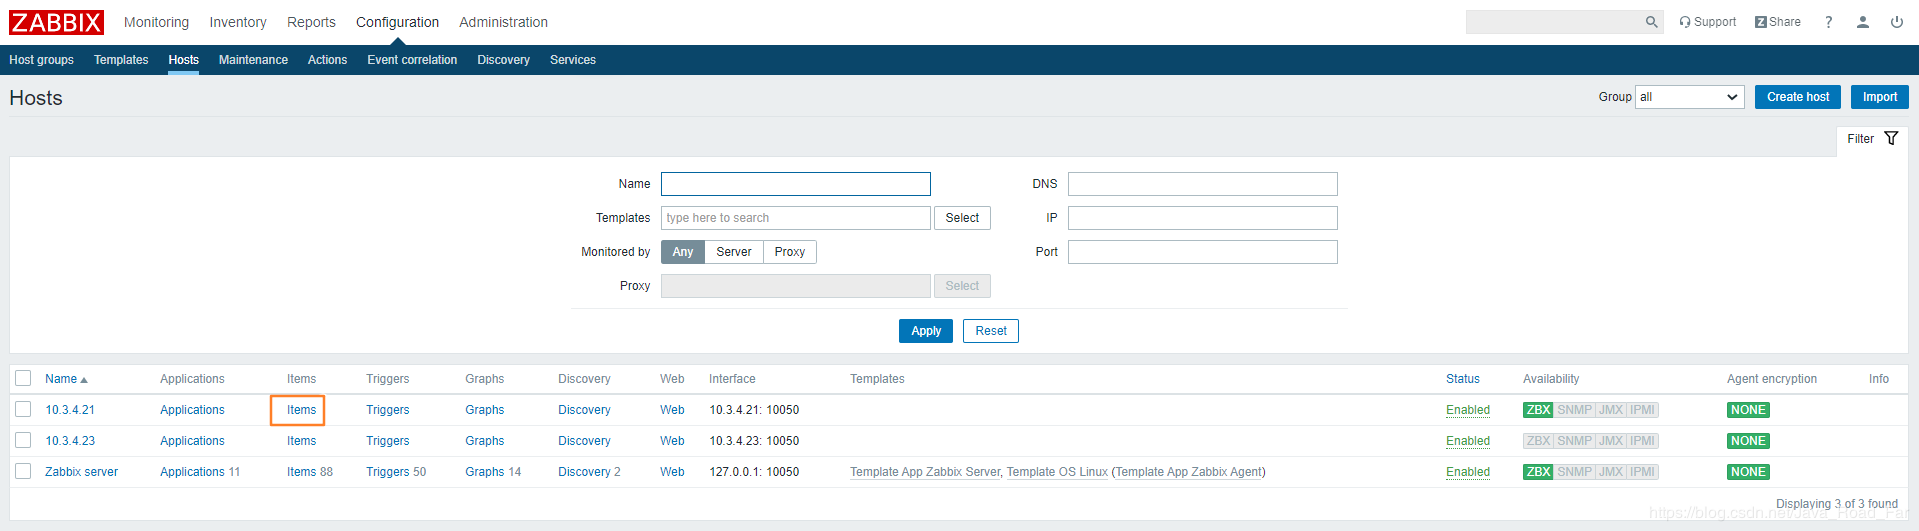 ZABBIX Monitoring Inventory Reports Configuration Administration Support Z Share ?
Host groups Templates Hosts Maintenance Actions Event correlation Discovery Services
Hosts Group all Create host Import
Filter
Name DNS
Templates type here to search Select IP
Monitored by Any Server Proxy Port
Proxy Select
Apply Reset
Name Applications Items Triggers Graphs Discovery Web Interface Templates Status Availability Agent encryption Info
10.3.4.21 Applications Items Triggers Graphs Discovery Web 10.3.4.21: 10050 Enabled ZBX SNMP JMX IPMI NONE
10.3.4.23 Applications Items Triggers Graphs Discovery Web 10.3.4.23: 10050 Enabled ZBX SNMP JMX IPMI NONE
Zabbix server Applications 11 Items 88 Triggers 50 Graphs 14 Discovery 2 Web 127.0.0.1: 10050 Template App Zabbix Server, Template OS Linux (Template App Zabbix Agent) Enabled ZBX SNMP JMX IPMI NONE
Displaying 3 of 3 found
https://blog.csdn.net/Java_Road_Far